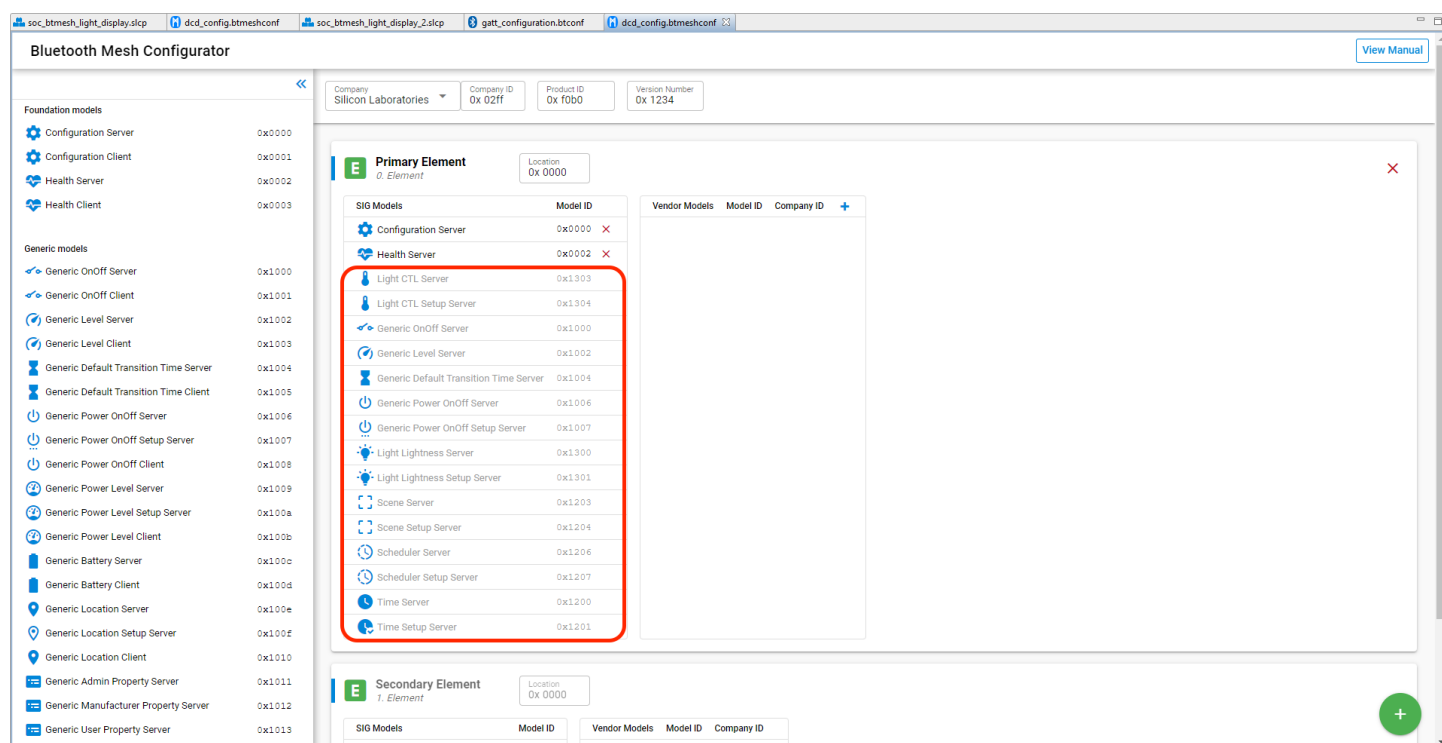 soc_btmesh_light_display.slcp dcd_config.btmeshconf soc_btmesh_light_display_2.slcp gatt_configuration.btconf dcd_config.btmeshconf
Bluetooth Mesh Configurator View Manual
Foundation models
Configuration Server 0x0000
Configuration Client 0x0001
Health Server 0x0002
Health Client 0x0003
Generic models
Generic OnOff Server 0x1000
Generic OnOff Client 0x1001
Generic Level Server 0x1002
Generic Level Client 0x1003
Generic Default Transition Time Server 0x1004
Generic Default Transition Time Client 0x1005
Generic Power OnOff Server 0x1006
Generic Power OnOff Setup Server 0x1007
Generic Power OnOff Client 0x1008
Generic Power Level Server 0x1009
Generic Power Level Setup Server 0x100a
Generic Power Level Client 0x100b
Generic Battery Server 0x100c
Generic Battery Client 0x100d
Generic Location Server 0x100e
Generic Location Setup Server 0x100f
Generic Location Client 0x1010
Generic Admin Property Server 0x1011
Generic Manufacturer Property Server 0x1012
Generic User Property Server 0x1013
Company Company ID Product ID Version Number
Silicon Laboratories 0x 02ff 0x f0b0 0x 1234
E Primary Element Location
0. Element 0x 0000
SIG Models Model ID Vendor Models Model ID Company ID +
Configuration Server 0x0000
Health Server 0x0002
Light CTL Server 0x1303
Light CTL Setup Server 0x1304
Generic OnOff Server 0x1000
Generic Level Server 0x1002
Generic Default Transition Time Server 0x1004
Generic Power OnOff Server 0x1006
Generic Power OnOff Setup Server 0x1007
Light Lightness Server 0x1300
Light Lightness Setup Server 0x1301
Scene Server 0x1203
Scene Setup Server 0x1204
Scheduler Server 0x1206
Scheduler Setup Server 0x1207
Time Server 0x1200
Time Setup Server 0x1201
E Secondary Element Location
1. Element 0x 0000
SIG Models Model ID Vendor Models Model ID Company ID